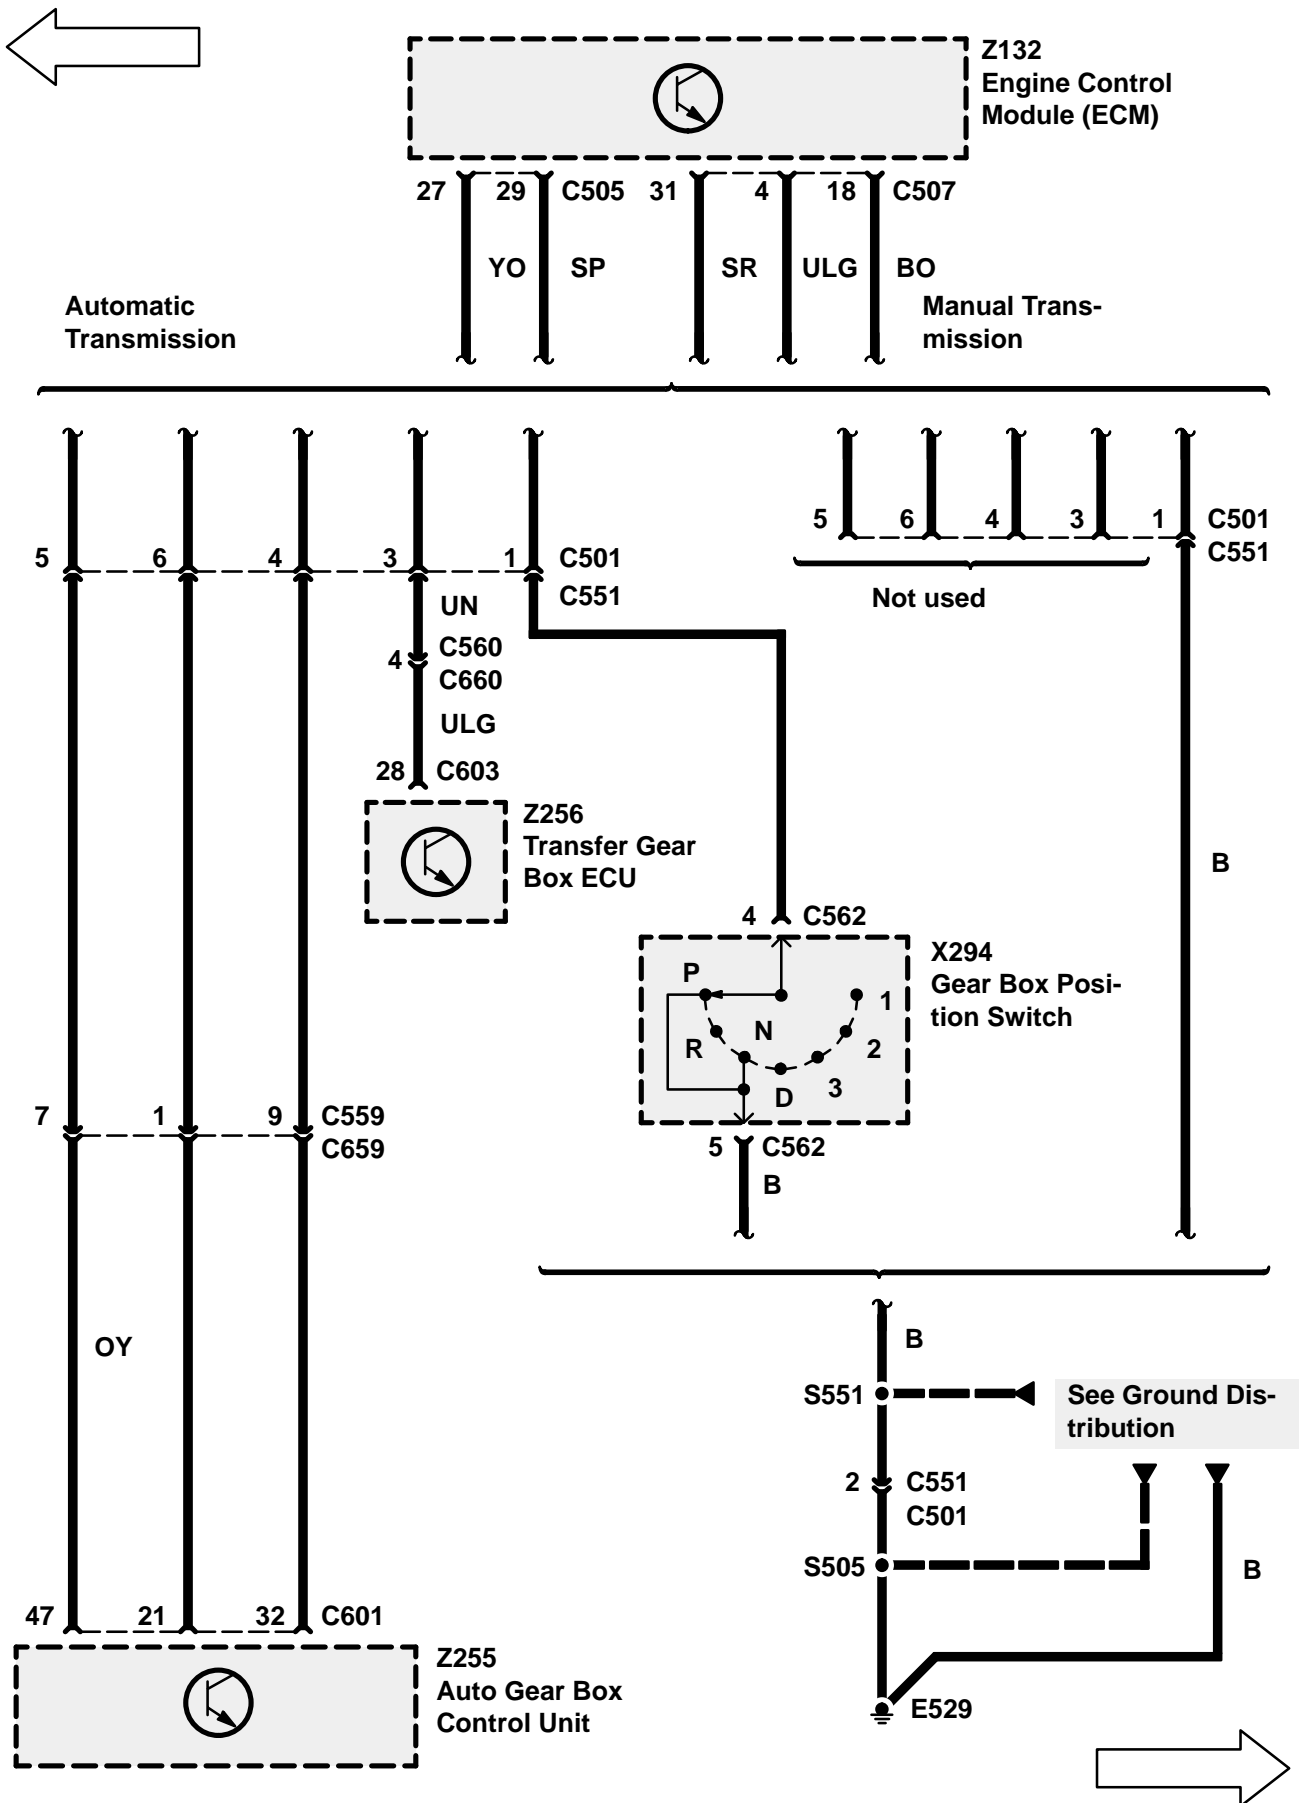 Z132
Engine Control
Module (ECM)
27 29 C505 31 4 18 C507
YO SP SR ULG BO
Automatic
Transmission
Manual Trans-
mission
5 6 4 3 1 C501
C551
Not used
5 6 4 3 1 C501
C551
UN
4 C560
C660
ULG
28 C603
Z256
Transfer Gear
Box ECU
B
4 C562
X294
Gear Box Posi-
tion Switch
P
1
N
R
2
D
3
7 1 9 C559
C659
5 C562
B
OY
B
S551
See Ground Dis-
tribution
2 C551
C501
S505
B
47 21 32 C601
Z255
Auto Gear Box
Control Unit
E529